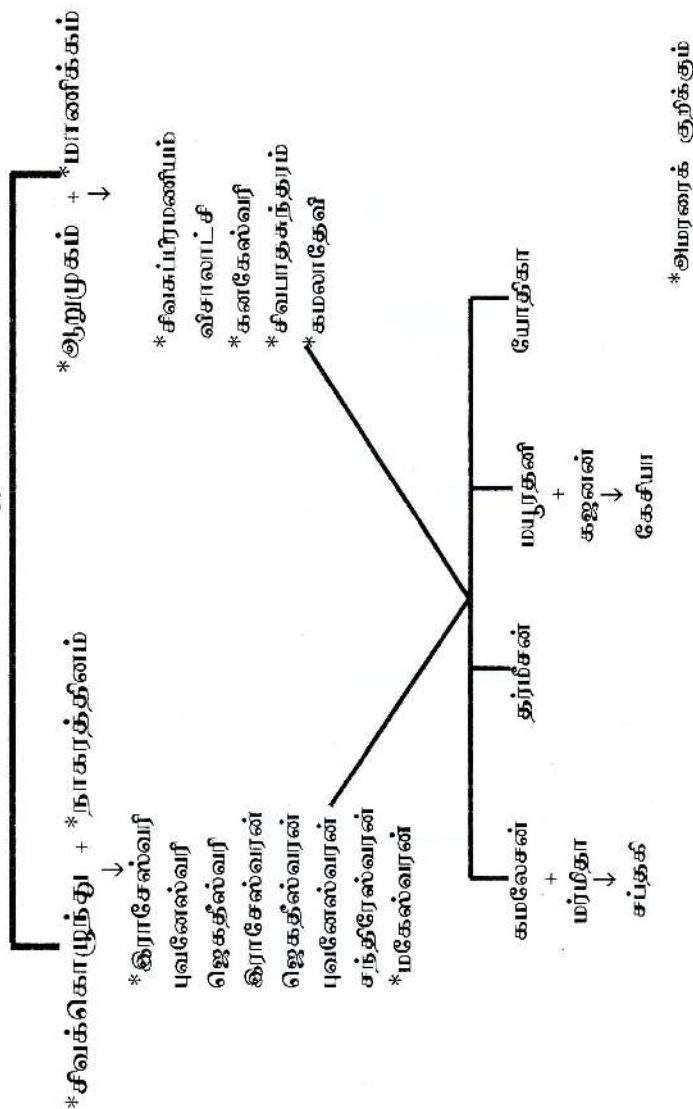 *சிவக்கொழுந்து + *நாகரத்தினம்
*ஆறுமுகம் + *மாணிக்கம்
↓
*இராசேஸ்வரி
புவனேஸ்வரி
ஜெகதீஸ்வரி
இராசேஸ்வரன்
ஜெகதீஸ்வரன்
புவனேஸ்வரன்
சந்திரேஸ்வரன்
*மகேஸ்வரன்
↓
*சிவசுப்பிரமணியம்
விசாலாட்சி
*கனகேஸ்வரி
*சிவபாதசுந்தரம்
*கமலாதேவி
கமலேசன்
+
மர்மிதா
↓
சப்தகி
தர்மீசன்
மயூரதனி
+
கஜனன்
↓
கேசியா
யோதிகா
*அமரரைக் குறிக்கும்